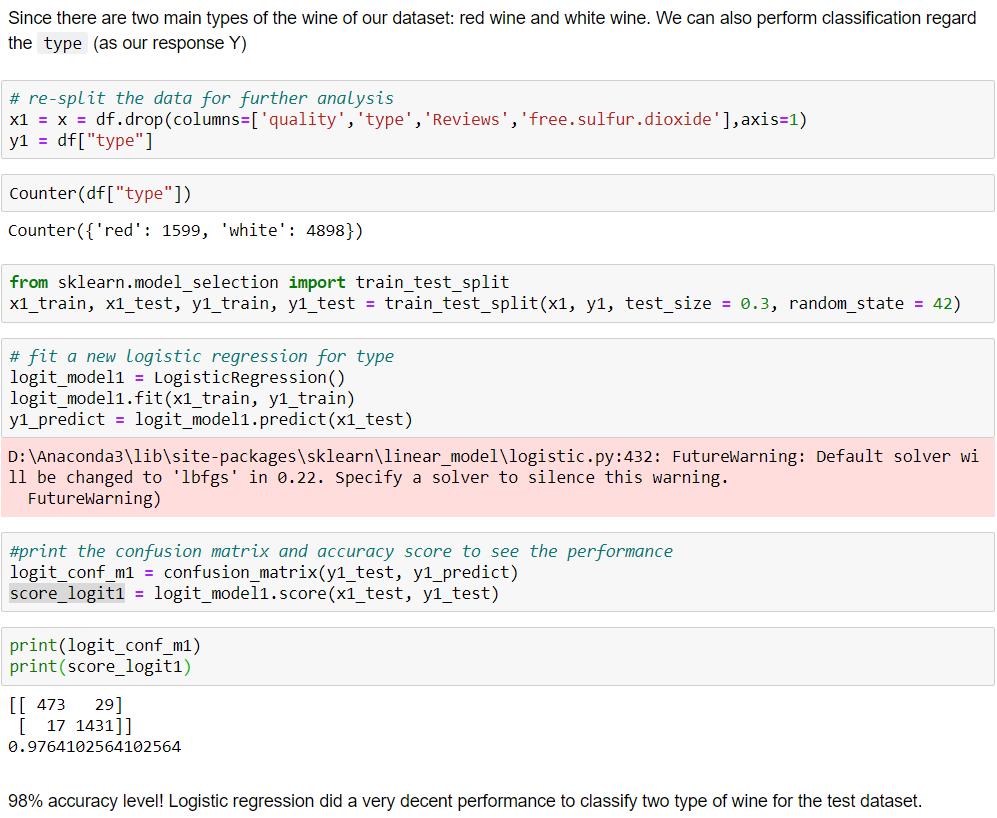 Since there are two main types of the wine of our dataset: red wine and white wine. We can also perform classification regard
the type (as our response Y)
# re-split the data for further analysis
x1 = x = df.drop(columns=['quality','type','Reviews','free.sulfur.dioxide'],axis=1)
y1 = df["type"]
Counter(df["type"])
Counter({'red': 1599, 'white': 4898})
from sklearn.model_selection import train_test_split
x1_train, x1_test, y1_train, y1_test = train_test_split(x1, y1, test_size = 0.3, random_state = 42)
# fit a new logistic regression for type
logit_model1 = LogisticRegression()
logit_model1.fit(x1_train, y1_train)
y1_predict = logit_model1.predict(x1_test)
D:\Anaconda3\lib\site-packages\sklearn\linear_model\logistic.py:432: FutureWarning: Default solver wi
ll be changed to 'lbfgs' in 0.22. Specify a solver to silence this warning.
  FutureWarning)
#print the confusion matrix and accuracy score to see the performance
logit_conf_m1 = confusion_matrix(y1_test, y1_predict)
score_logit1 = logit_model1.score(x1_test, y1_test)
print(logit_conf_m1)
print(score_logit1)
[[ 473   29]
 [  17 1431]]
0.9764102564102564
98% accuracy level! Logistic regression did a very decent performance to classify two type of wine for the test dataset.